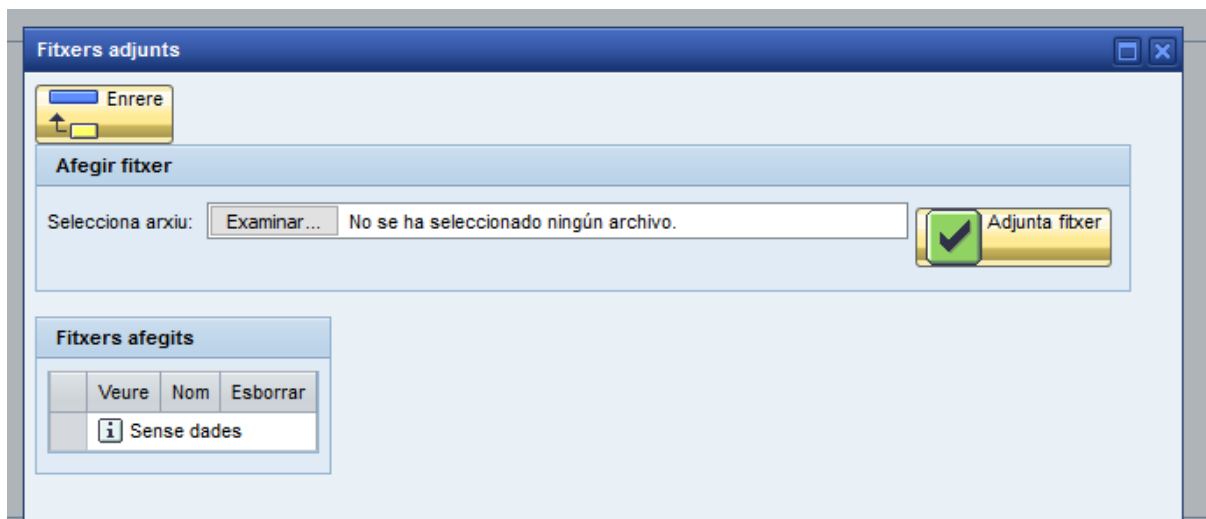 Fitxers adjunts
Enrere
Afegir fitxer
Selecciona arxiu: Examinar... No se ha seleccionado ningún archivo. Adjunta fitxer
Fitxers afegits
Veure Nom Esborrar
Sense dades